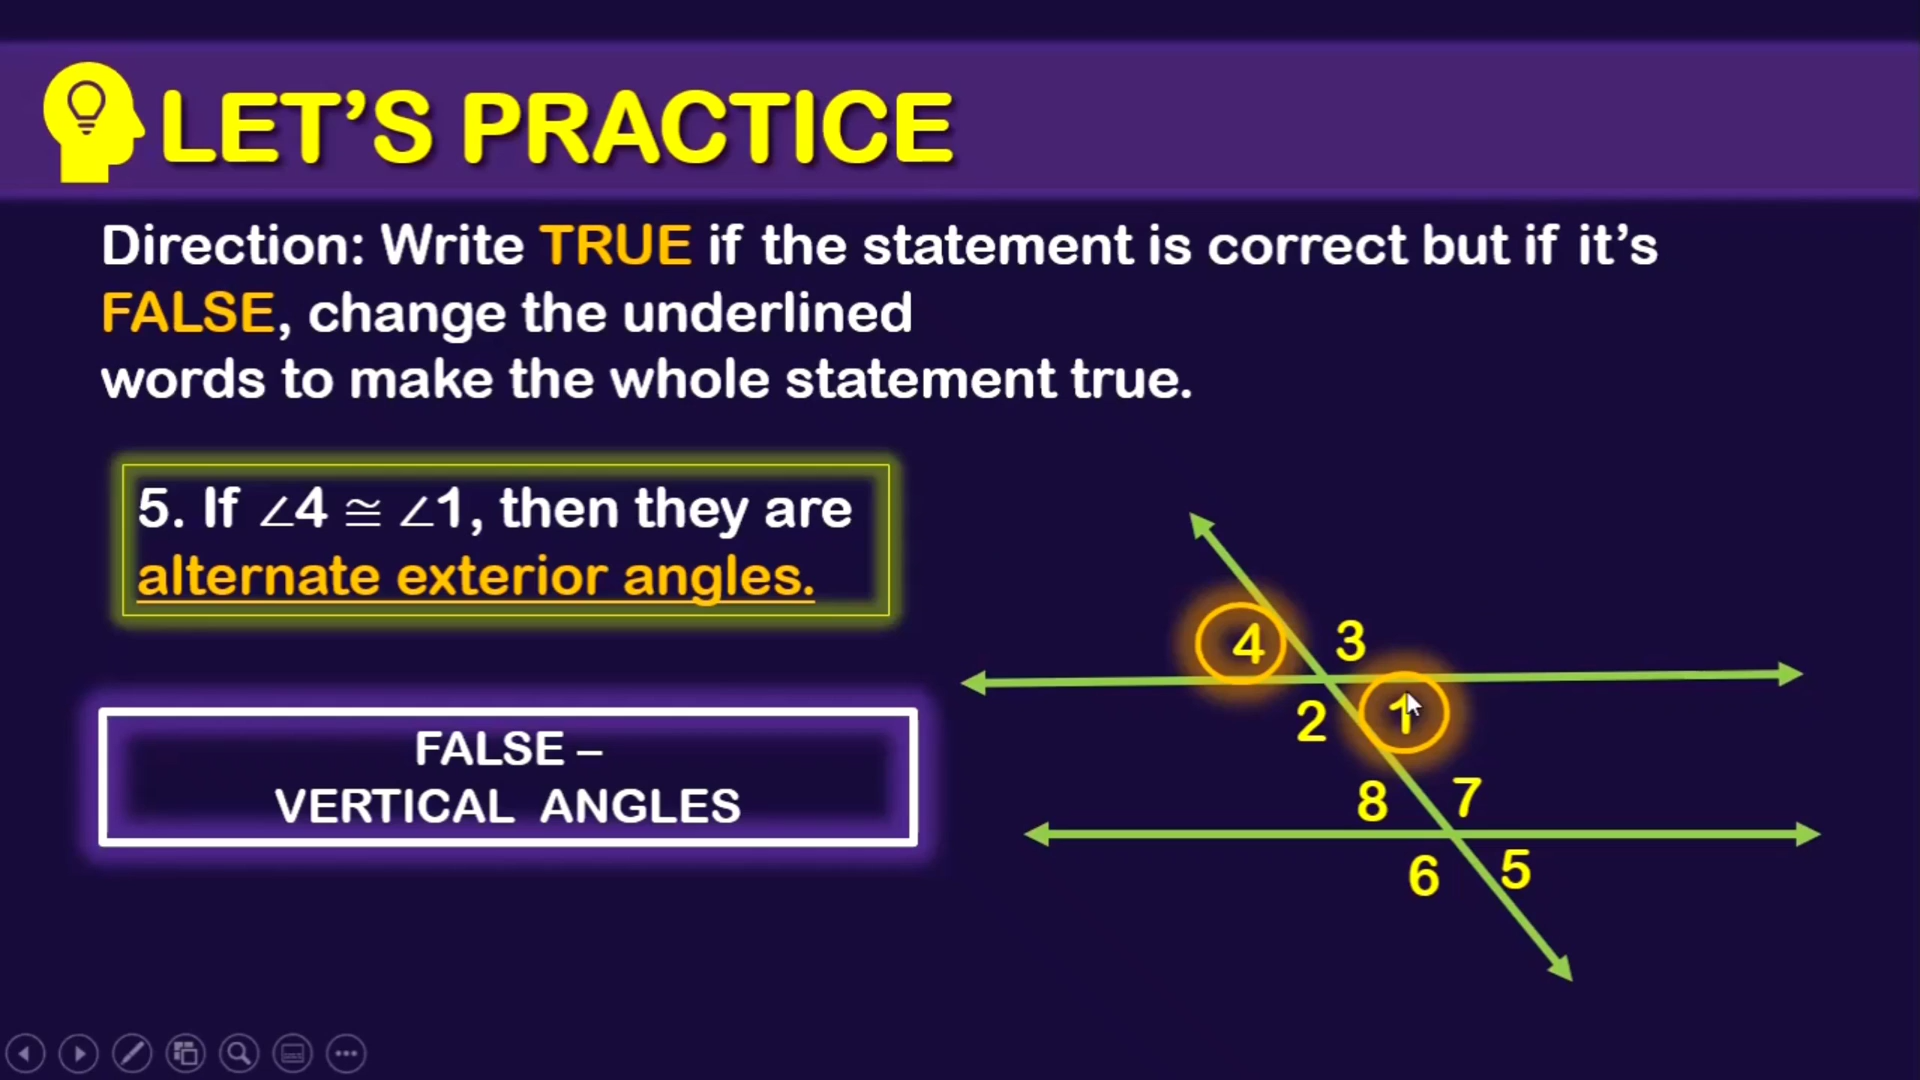 LET’S PRACTICE
Direction: Write TRUE if the statement is correct but if it’s
FALSE, change the underlined
words to make the whole statement true.
5. If ∠4 ≅ ∠1, then they are
alternate exterior angles.
FALSE –
VERTICAL ANGLES
4 3
2 1
8 7
6 5